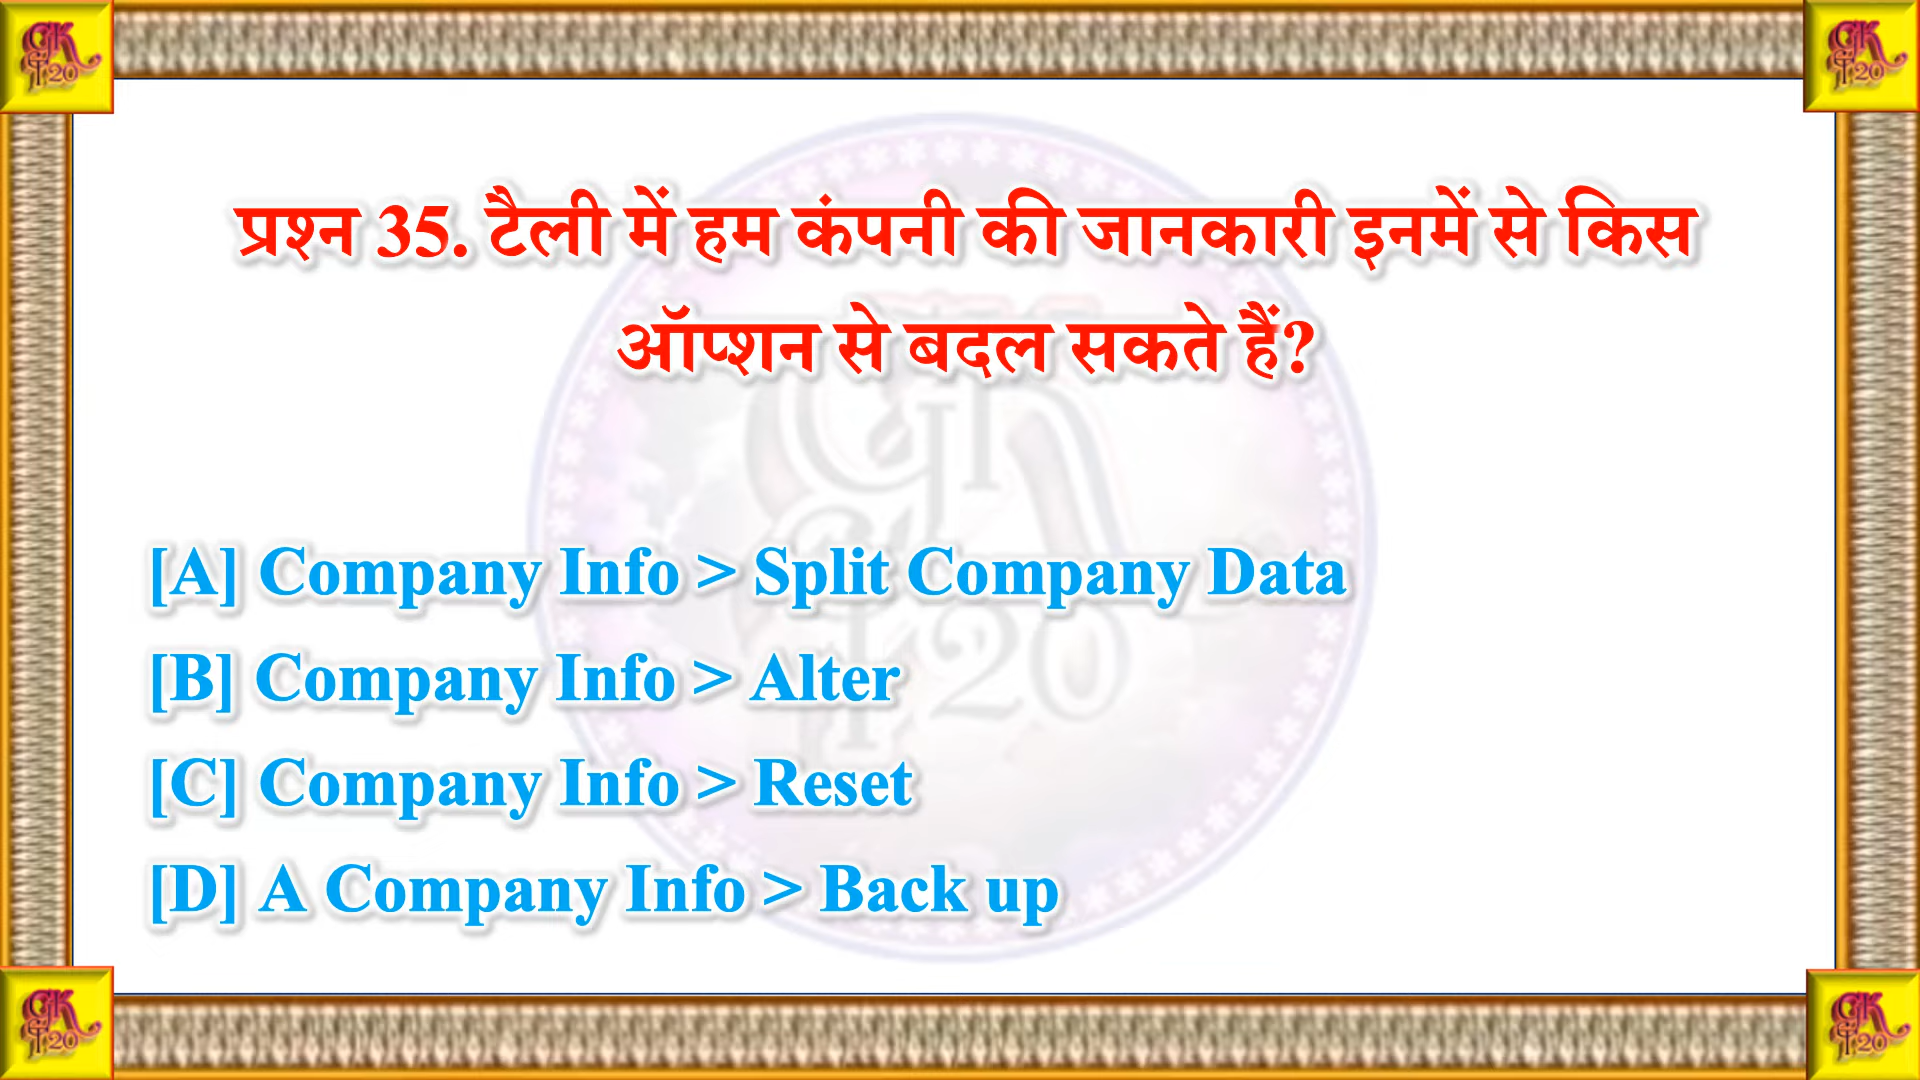 प्रश्न 35. टैली में हम कंपनी की जानकारी इनमें से किस
ऑप्शन से बदल सकते हैं?
[A] Company Info > Split Company Data
[B] Company Info > Alter
[C] Company Info > Reset
[D] A Company Info > Back up